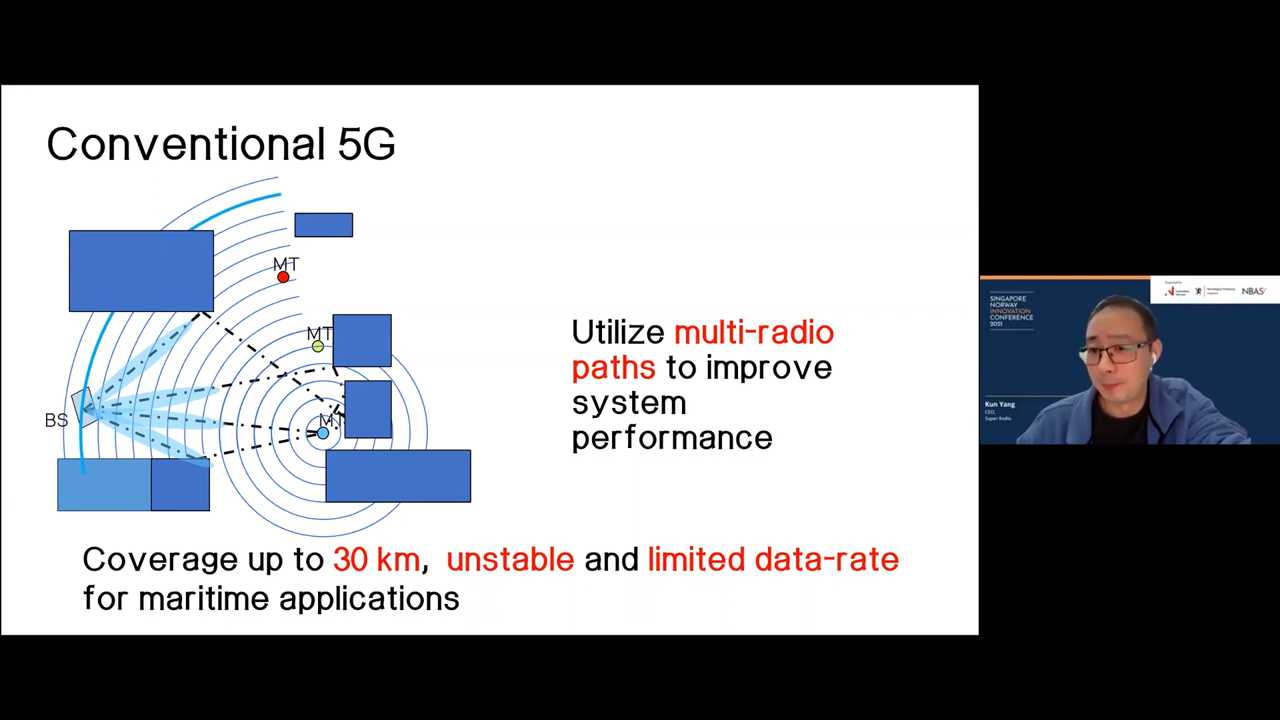 Conventional 5G
MT
MT
BS
Utilize multi-radio
paths to improve
system
performance
Coverage up to 30 km, unstable and limited data-rate
for maritime applications
SINGAPORE
NORWAY
INNOVATION
CONFERENCE
2021
NBAS
Kun Yang
CEO,
Super Radio